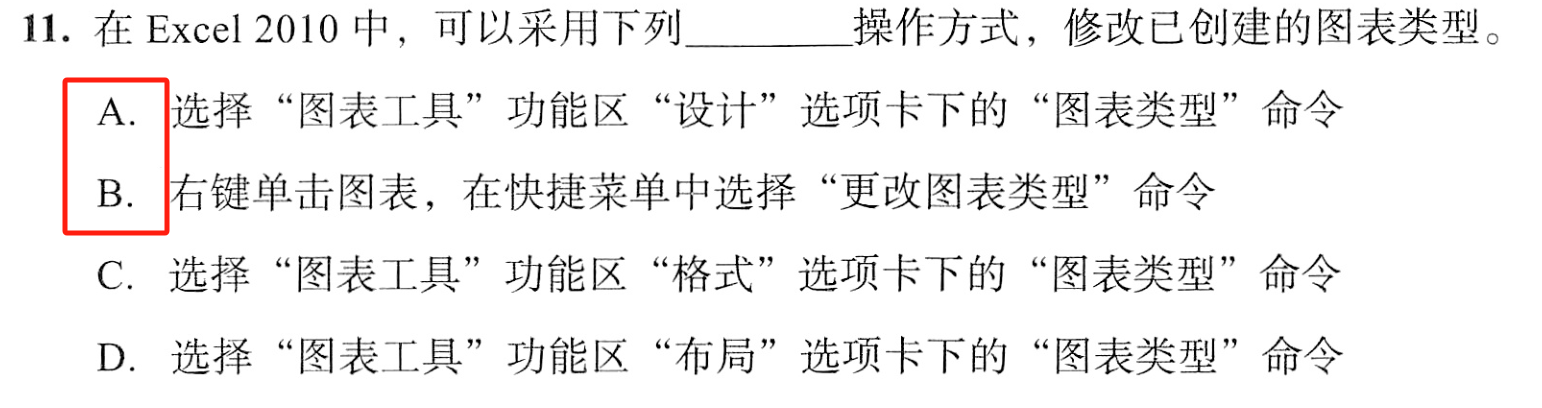 11. 在 Excel 2010 中，可以采用下列________操作方式，修改已创建的图表类型。
A. 选择“图表工具”功能区“设计”选项卡下的“图表类型”命令
B. 右键单击图表，在快捷菜单中选择“更改图表类型”命令
C. 选择“图表工具”功能区“格式”选项卡下的“图表类型”命令
D. 选择“图表工具”功能区“布局”选项卡下的“图表类型”命令